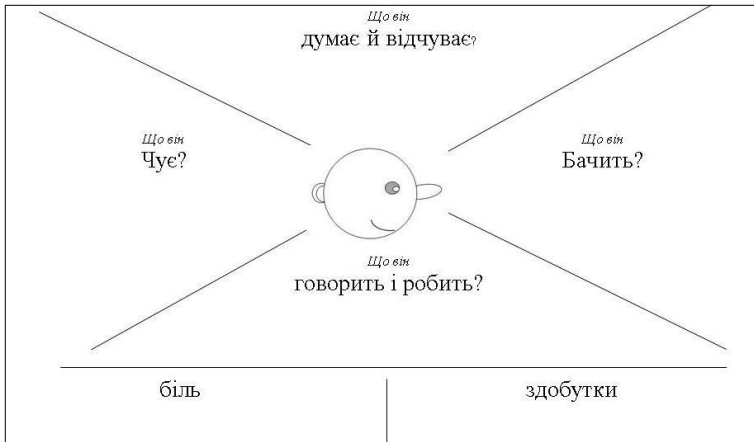 Що він
думає й відчуває?
Що він
Чує?
Що він
Бачить?
Що він
говорить і робить?
біль
здобутки